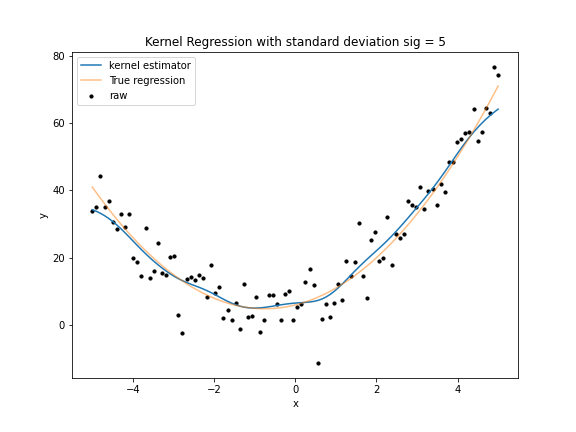 Kernel Regression with standard deviation sig = 5
80
60
40
20
0
y
kernel estimator
True regression
raw
−4
−2
0
2
4
x